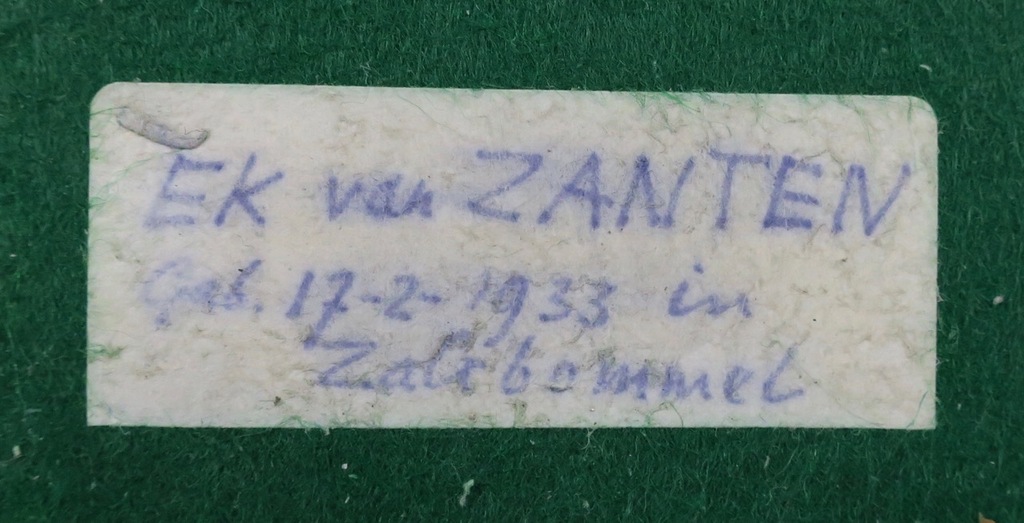 EK van ZANTEN
Geb. 17-2-1933 in
Zaltbommel